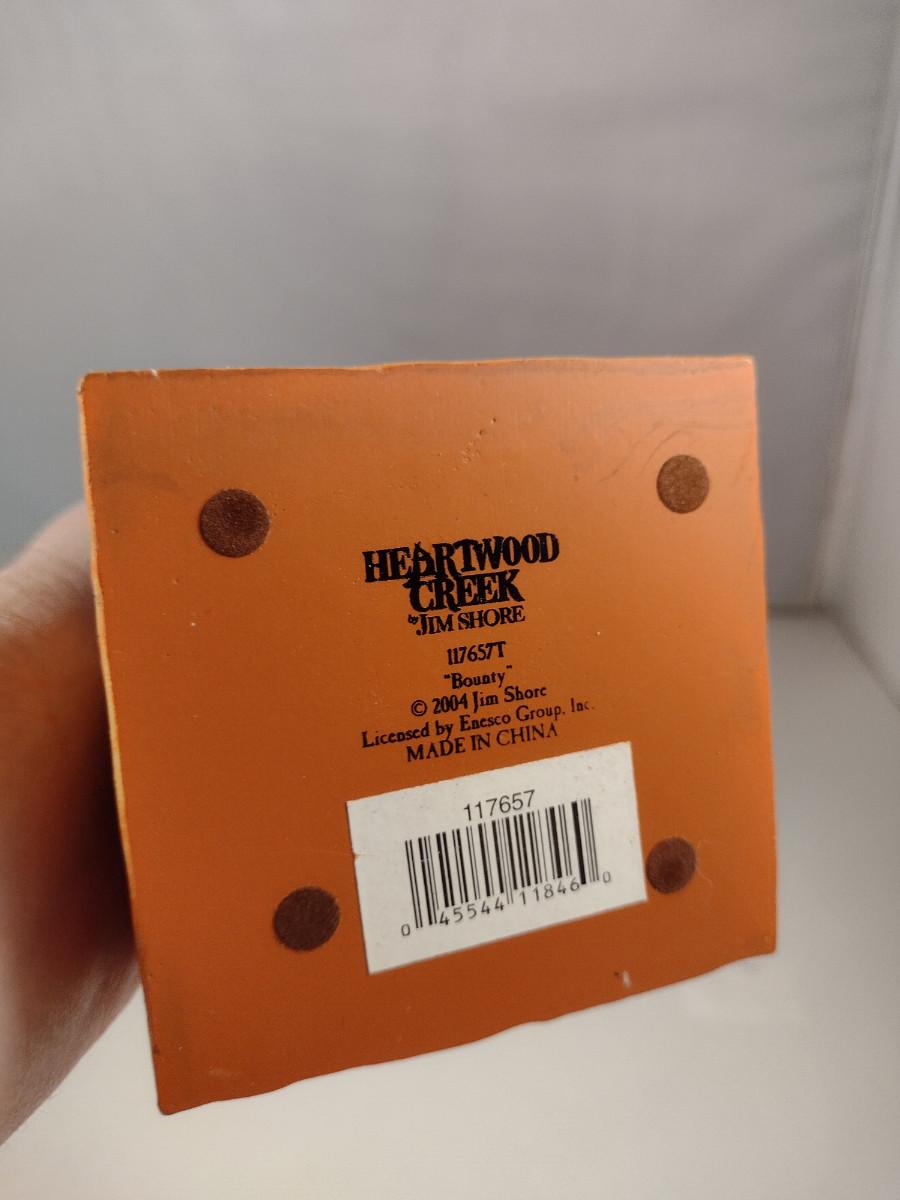 HEARTWOOD
CREEK
by JIM SHORE
117657T
"Bounty"
© 2004 Jim Shore
Licensed by Enesco Group, Inc.
MADE IN CHINA
117657
0 45544 11846 0